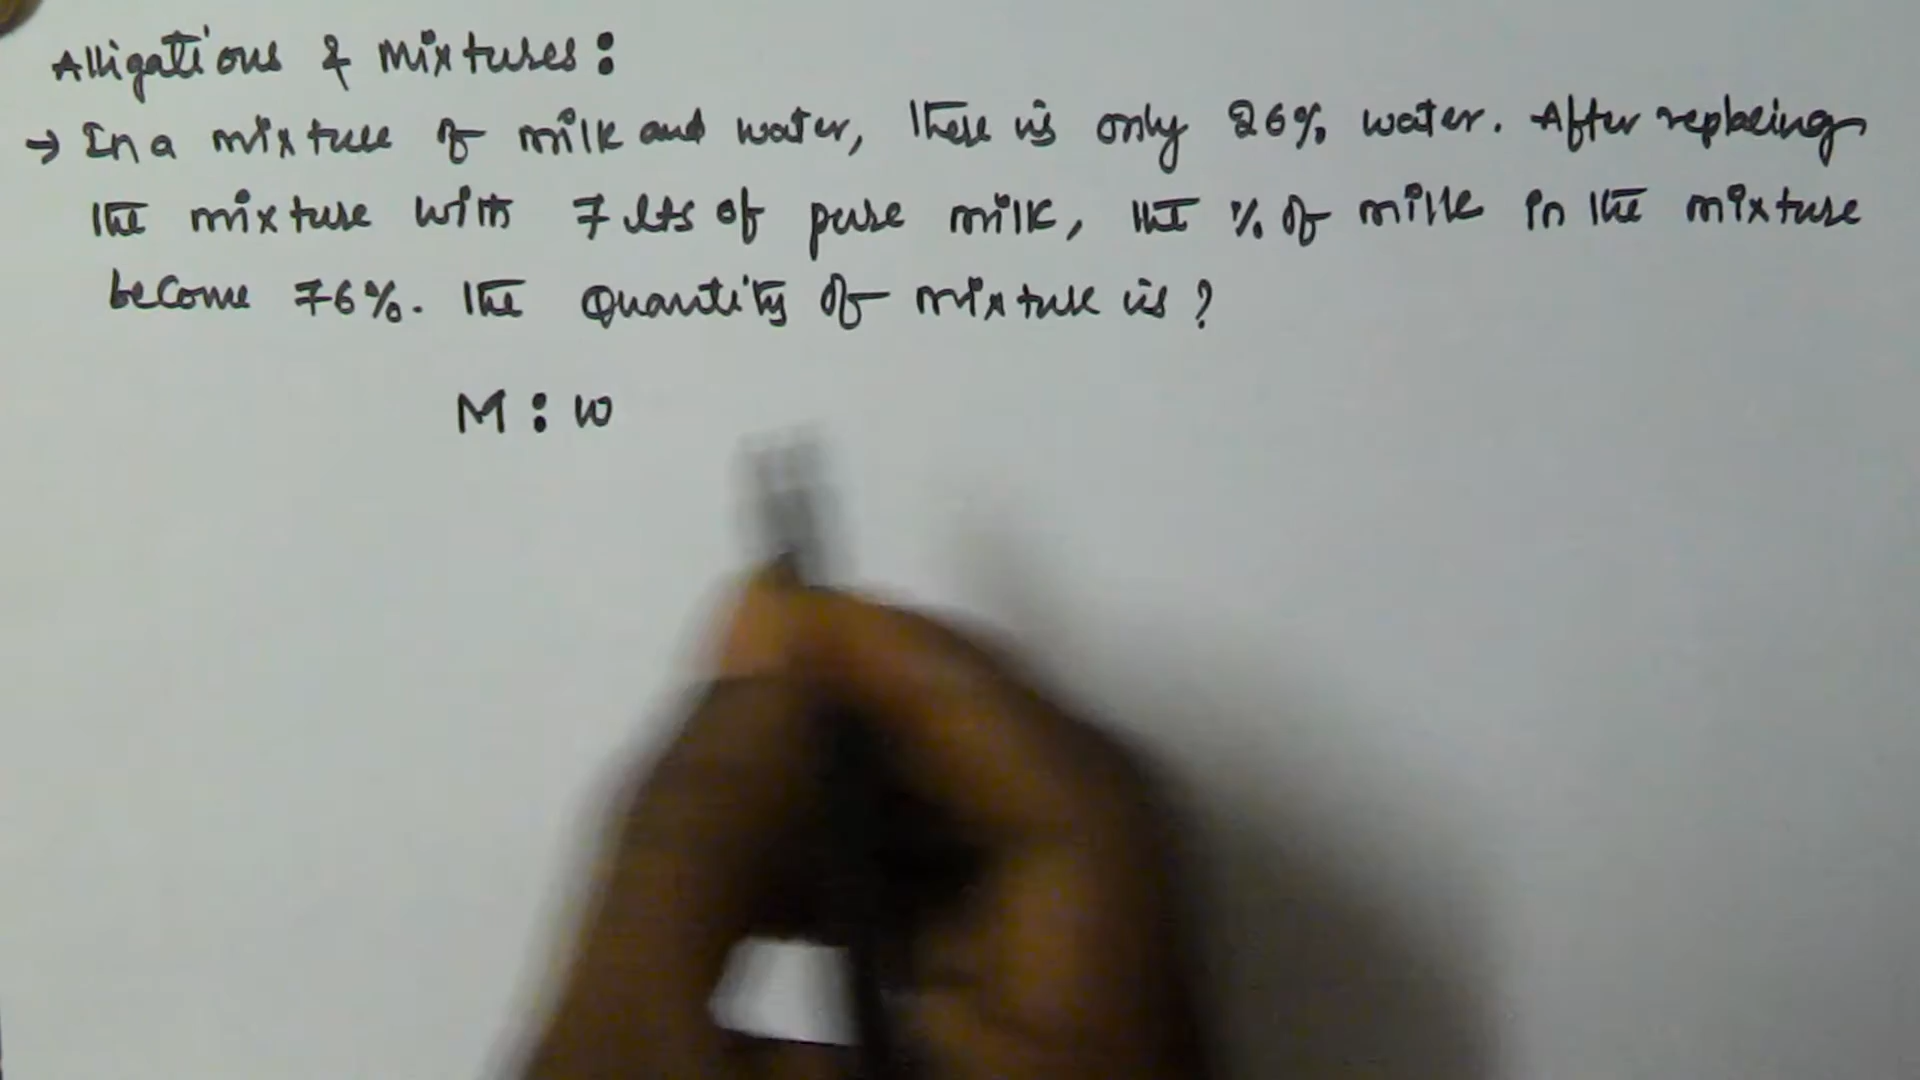 Alligations & Mixtures:
→ In a mixture of milk and water, there is only 26% water. After replacing
the mixture with 7 lts of pure milk, the % of milk in the mixture
become 76%. The Quantity of mixture is?
M : W